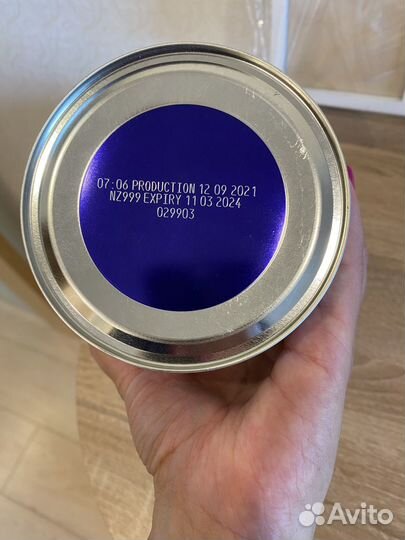 07:06 PRODUCTION 12 09 2021
NZ999 EXPIRY 11 03 2024
029903
Avito